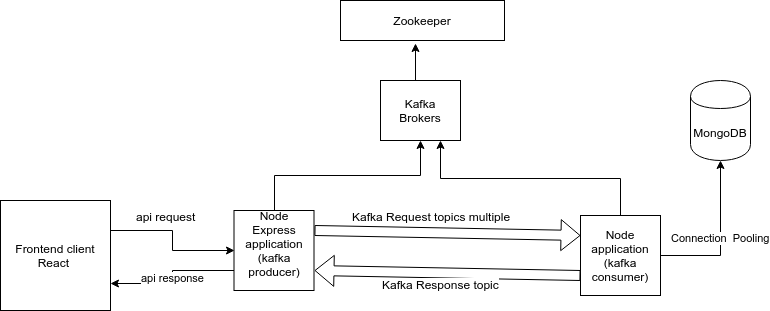 Zookeeper
Kafka
Brokers
MongoDB
api request
Node
Express
application
(kafka
producer)
Kafka Request topics multiple
Frontend client
React
Node
application
(kafka
consumer)
Connection Pooling
api response
Kafka Response topic